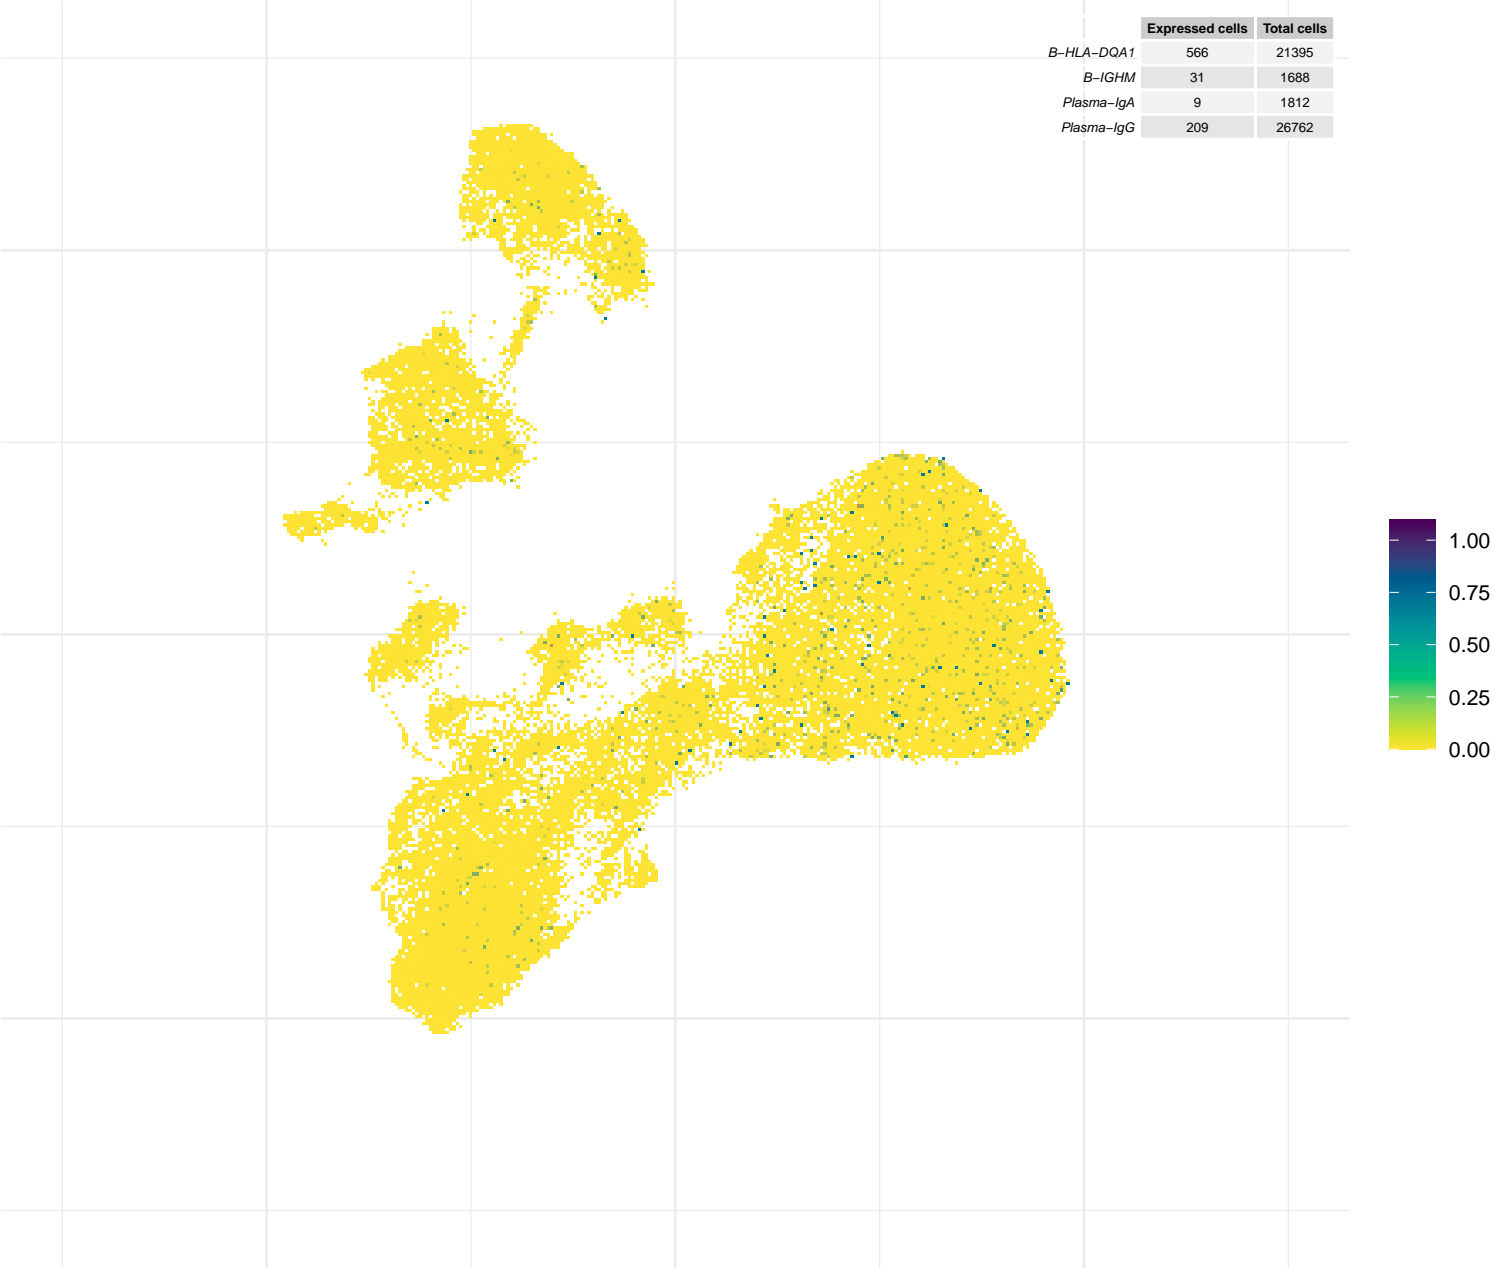 Expressed cells Total cells
B−HLA−DQA1 566 21395
B−IGHM 31 1688
Plasma−IgA 9 1812
Plasma−IgG 209 26762
1.00
0.75
0.50
0.25
0.00